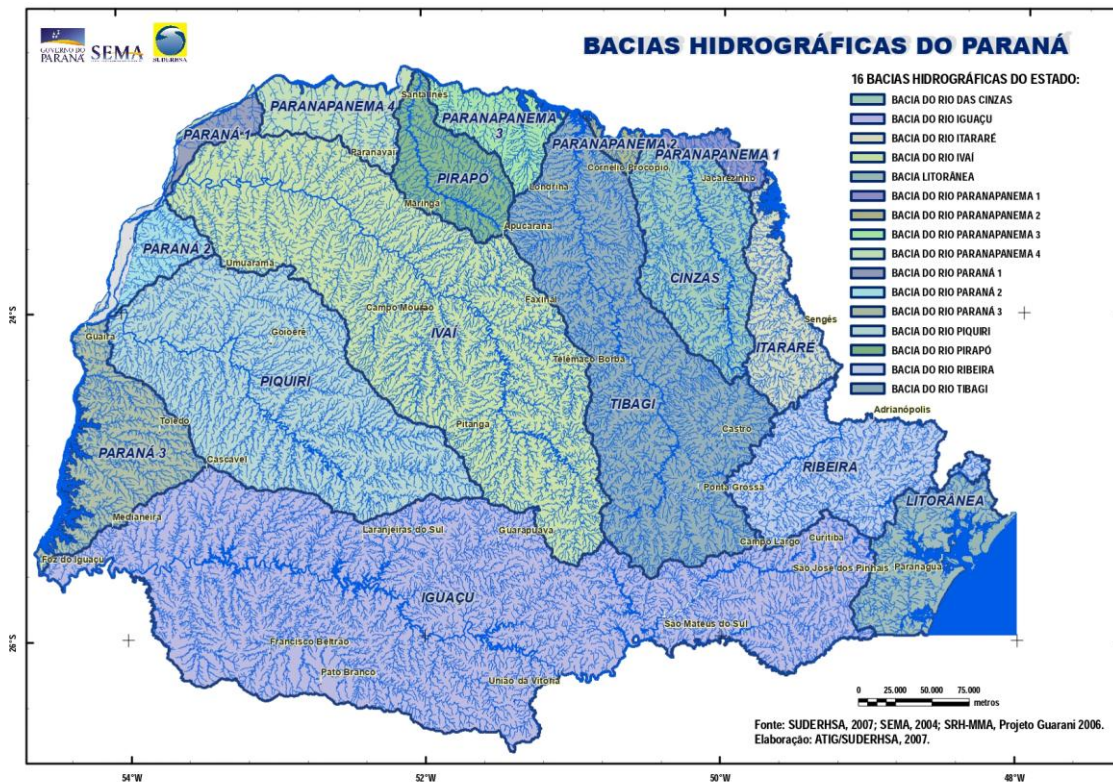 GOVERNO DO
PARANÁ
SEMA
SUDERHSA
BACIAS HIDROGRÁFICAS DO PARANÁ
16 BACIAS HIDROGRÁFICAS DO ESTADO:
BACIA DO RIO DAS CINZAS
BACIA DO RIO IGUAÇU
BACIA DO RIO ITARARÉ
BACIA DO RIO IVAÍ
BACIA LITORÂNEA
BACIA DO RIO PARANAPANEMA 1
BACIA DO RIO PARANAPANEMA 2
BACIA DO RIO PARANAPANEMA 3
BACIA DO RIO PARANAPANEMA 4
BACIA DO RIO PARANÁ 1
BACIA DO RIO PARANÁ 2
BACIA DO RIO PARANÁ 3
BACIA DO RIO PIQUIRI
BACIA DO RIO PIRAPÓ
BACIA DO RIO RIBEIRA
BACIA DO RIO TIBAGI
Santa Inês
PARANAPANEMA 4
PARANAPANEMA
3
PARANÁ 1
PARANAPANEMA 2
Paranavaí
PARANAPANEMA 1
Cornélio Procópio
Jacarezinho
PIRAPÓ
Londrina
Maringá
Apucarana
PARANÁ 2
Umuarama
CINZAS
Faxinal
Campo Mourão
24°S
Sengés
Guaíra
Goioerê
IVAÍ
ITARARÉ
Telêmaco Borba
PIQUIRI
TIBAGI
Adrianópolis
Toledo
Pitanga
Castro
PARANÁ 3
Cascavel
RIBEIRA
Ponta Grossa
LITORÂNEA
Medianeira
Laranjeiras do Sul
Guarapuava
Curitiba
Campo Largo
Foz do Iguaçu
São José dos Pinhais
Paranaguá
IGUAÇU
São Mateus do Sul
26°S
Francisco Beltrão
Pato Branco
União da Vitória
0 25.000 50.000 75.000
metros
Fonte: SUDERHSA, 2007; SEMA, 2004; SRH-MMA, Projeto Guarani 2006.
Elaboração: ATIG/SUDERHSA, 2007.
54°W 52°W 50°W 48°W